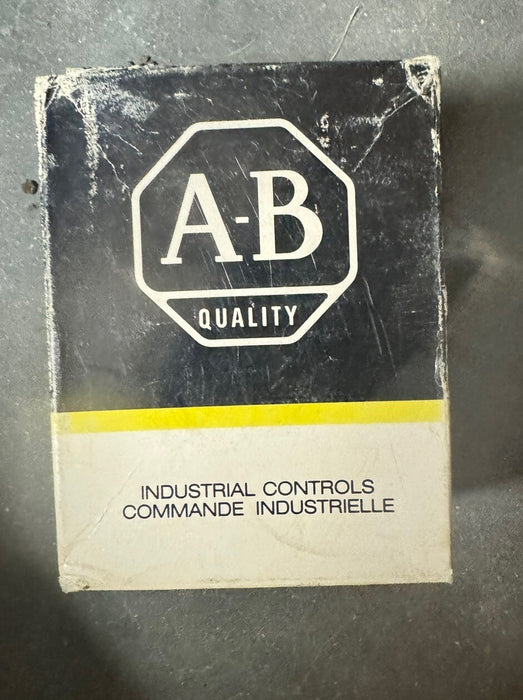 A-B
QUALITY
INDUSTRIAL CONTROLS
COMMANDE INDUSTRIELLE